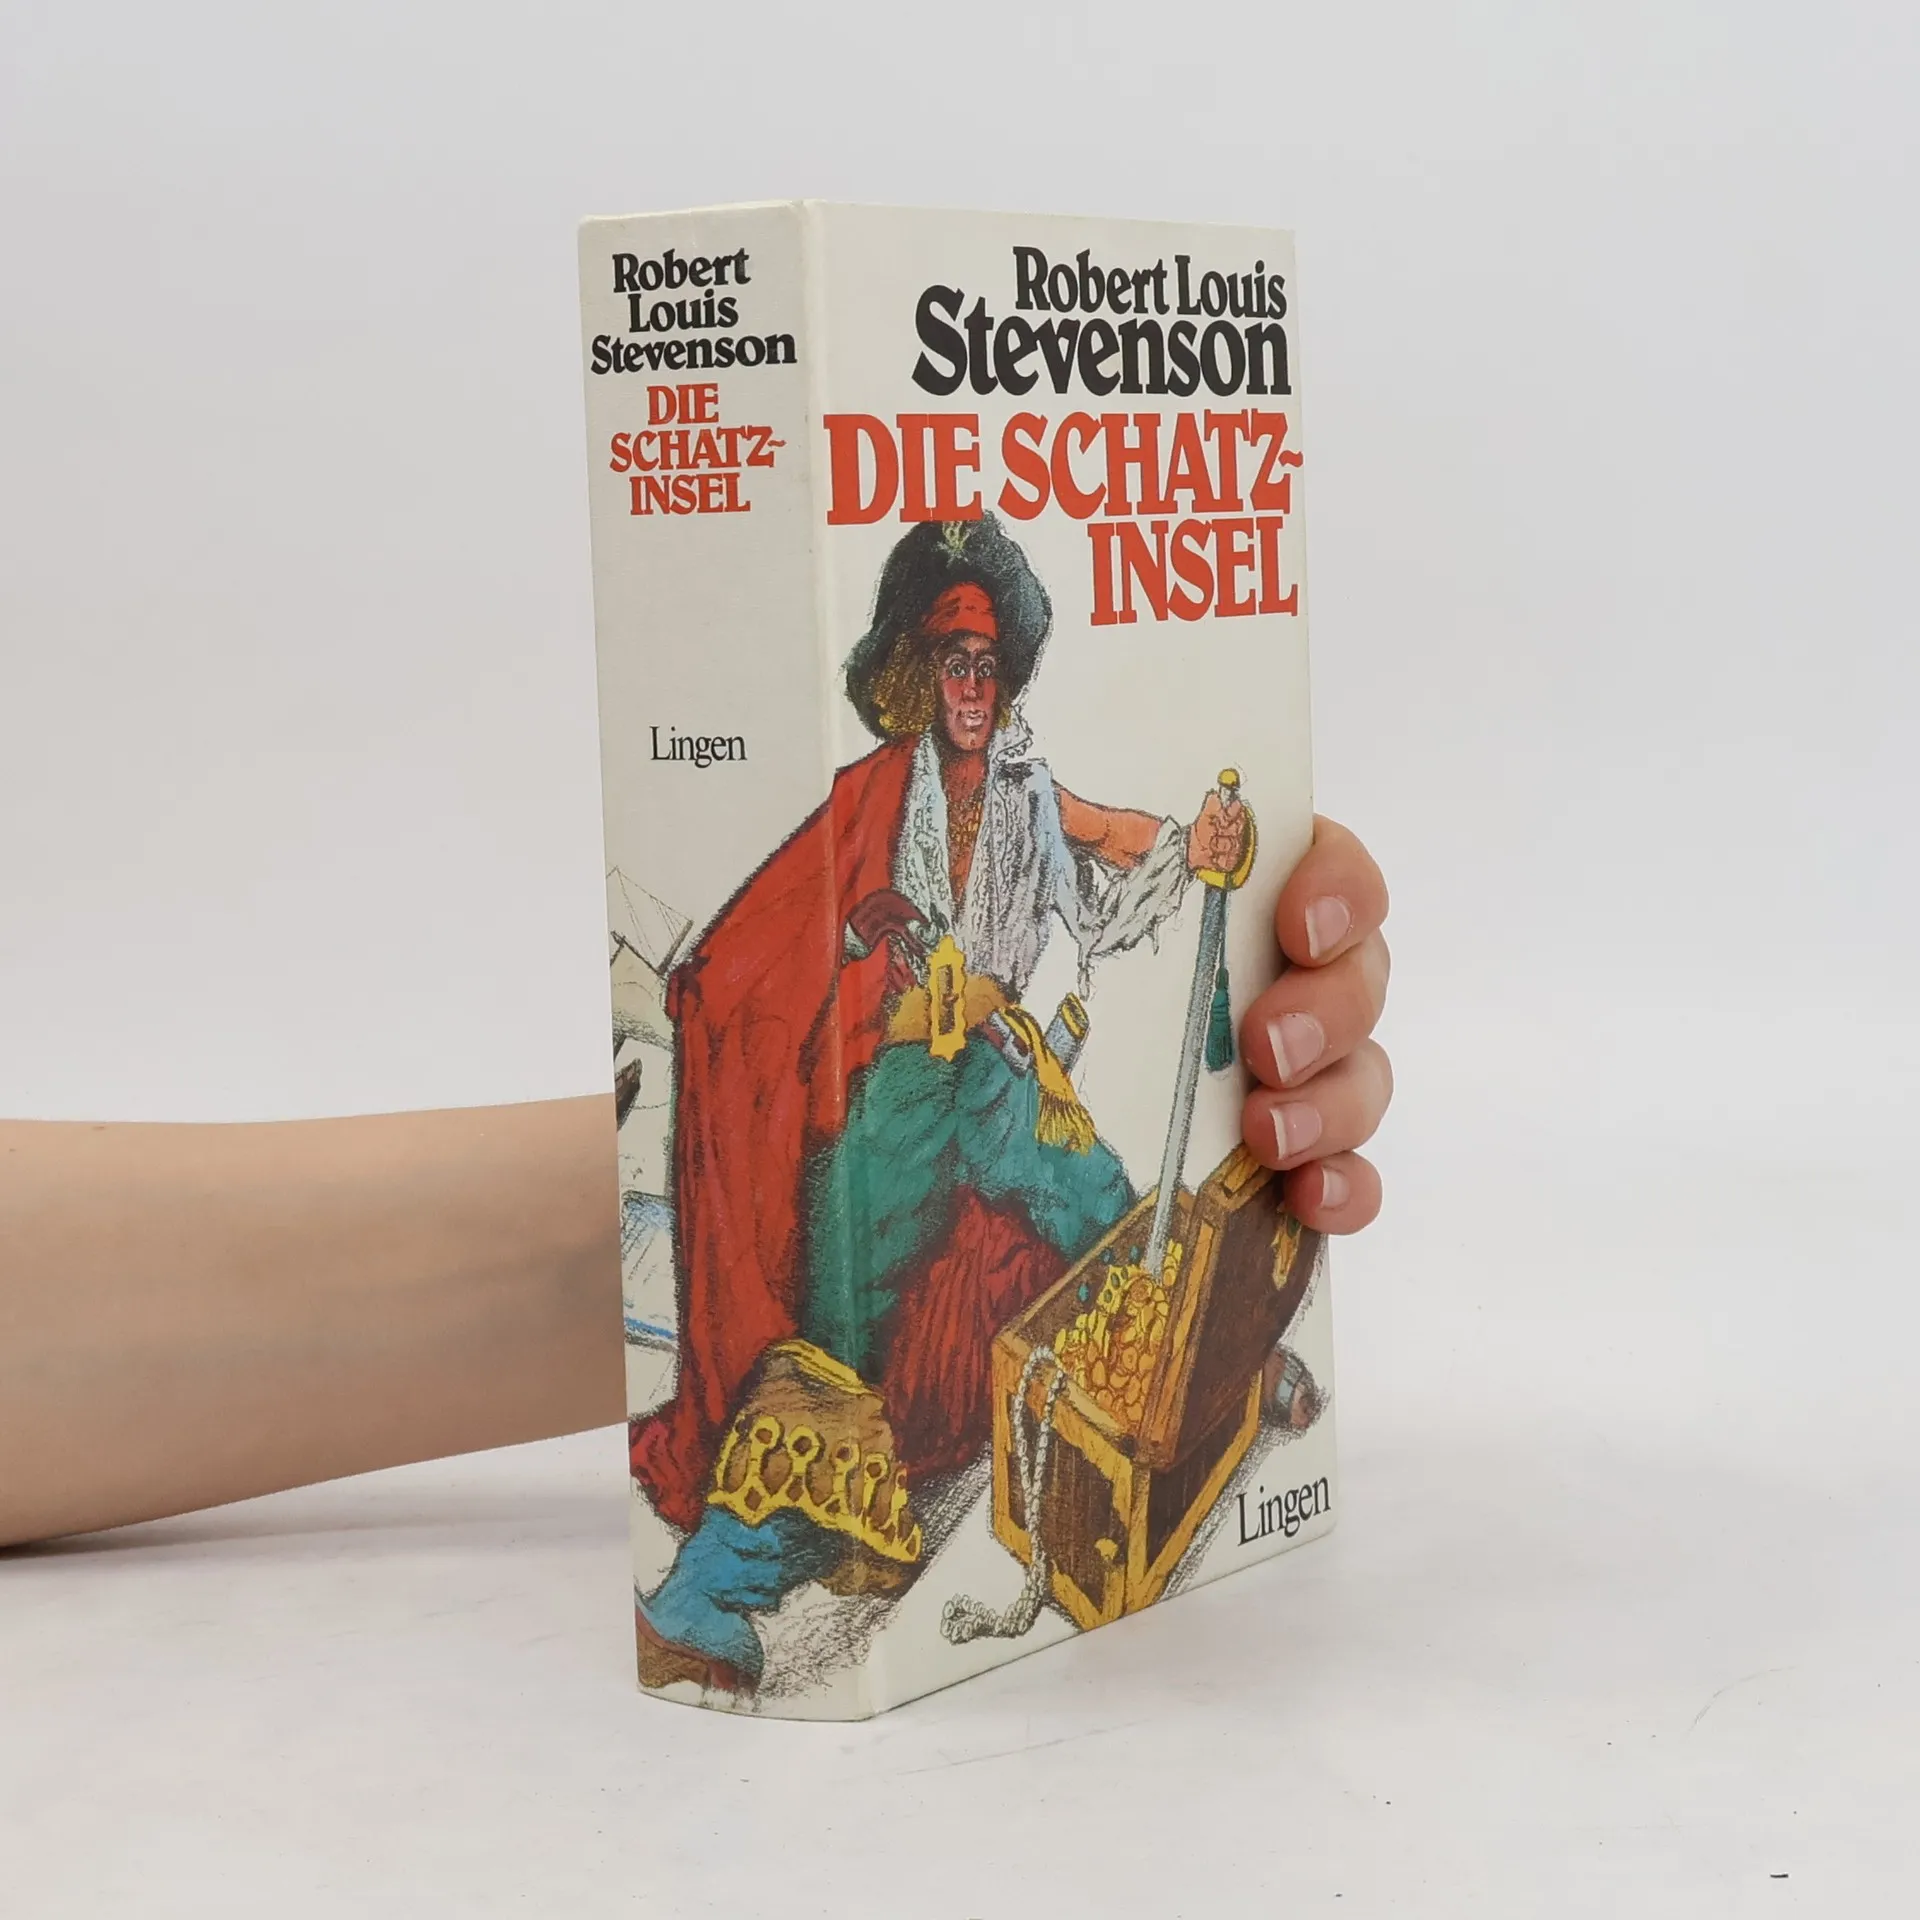 Robert
Louis
Stevenson
DIE
SCHATZ-
INSEL
Lingen
Robert Louis
Stevenson
DIE SCHATZ-
INSEL
Lingen